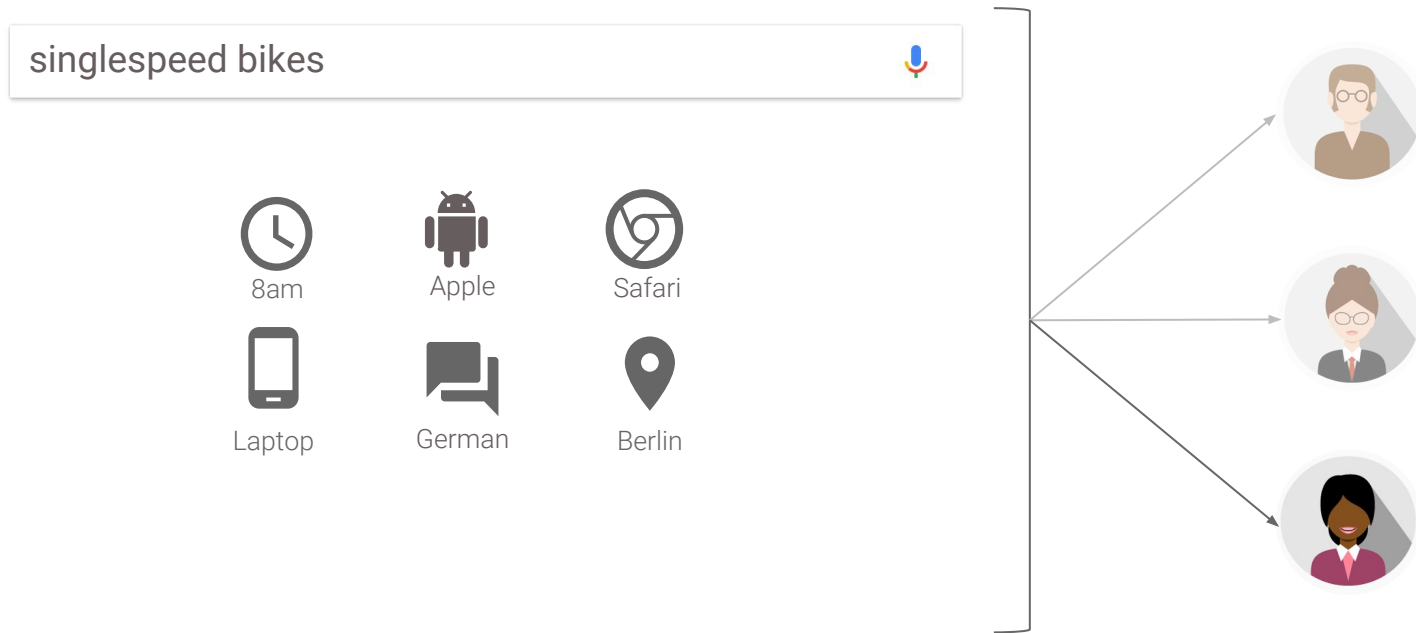 singlespeed bikes
8am
Apple
Safari
Laptop
German
Berlin